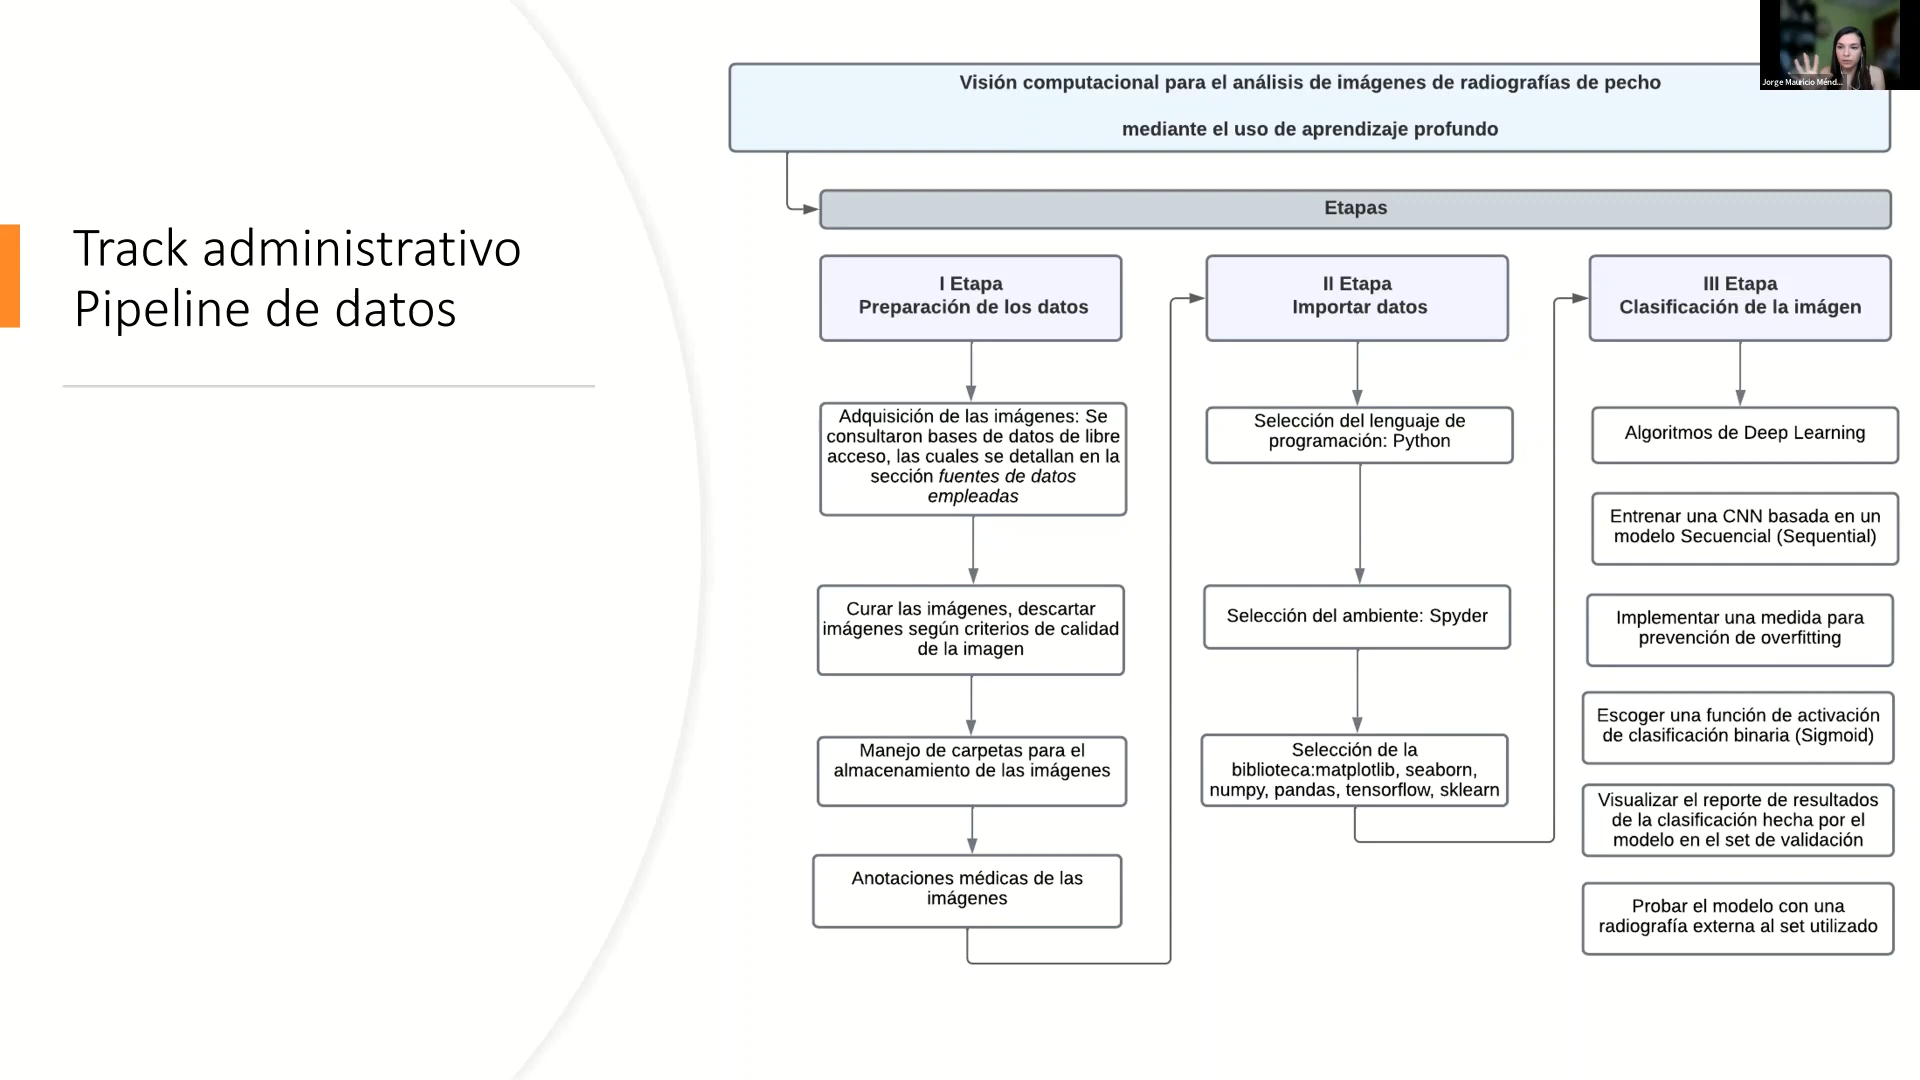 Track administrativo
Pipeline de datos
Visión computacional para el análisis de imágenes de radiografías de pecho
mediante el uso de aprendizaje profundo
Jorge Mauricio Ménd...
Etapas
I Etapa
Preparación de los datos
Adquisición de las imágenes: Se
consultaron bases de datos de libre
acceso, las cuales se detallan en la
sección fuentes de datos
empleadas
Curar las imágenes, descartar
imágenes según criterios de calidad
de la imagen
Manejo de carpetas para el
almacenamiento de las imágenes
Anotaciones médicas de las
imágenes
II Etapa
Importar datos
Selección del lenguaje de
programación: Python
Selección del ambiente: Spyder
Selección de la
biblioteca:matplotlib, seaborn,
numpy, pandas, tensorflow, sklearn
III Etapa
Clasificación de la imágen
Algoritmos de Deep Learning
Entrenar una CNN basada en un
modelo Secuencial (Sequential)
Implementar una medida para
prevención de overfitting
Escoger una función de activación
de clasificación binaria (Sigmoid)
Visualizar el reporte de resultados
de la clasificación hecha por el
modelo en el set de validación
Probar el modelo con una
radiografía externa al set utilizado